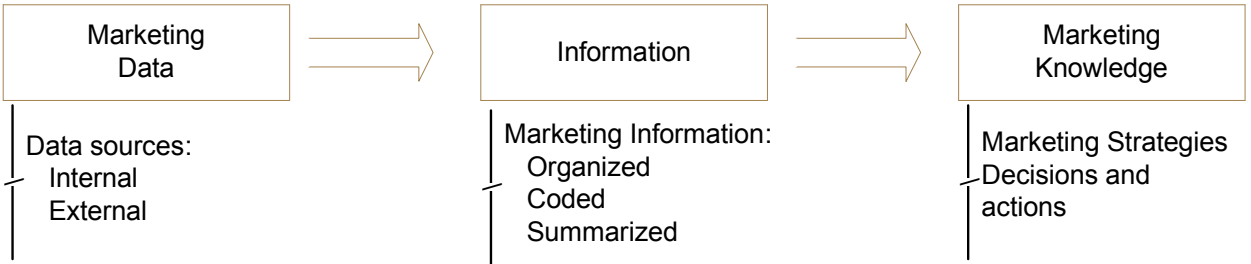 Marketing
Data
Information
Marketing
Knowledge
Data sources:
Internal
External
Marketing Information:
Organized
Coded
Summarized
Marketing Strategies
Decisions and
actions